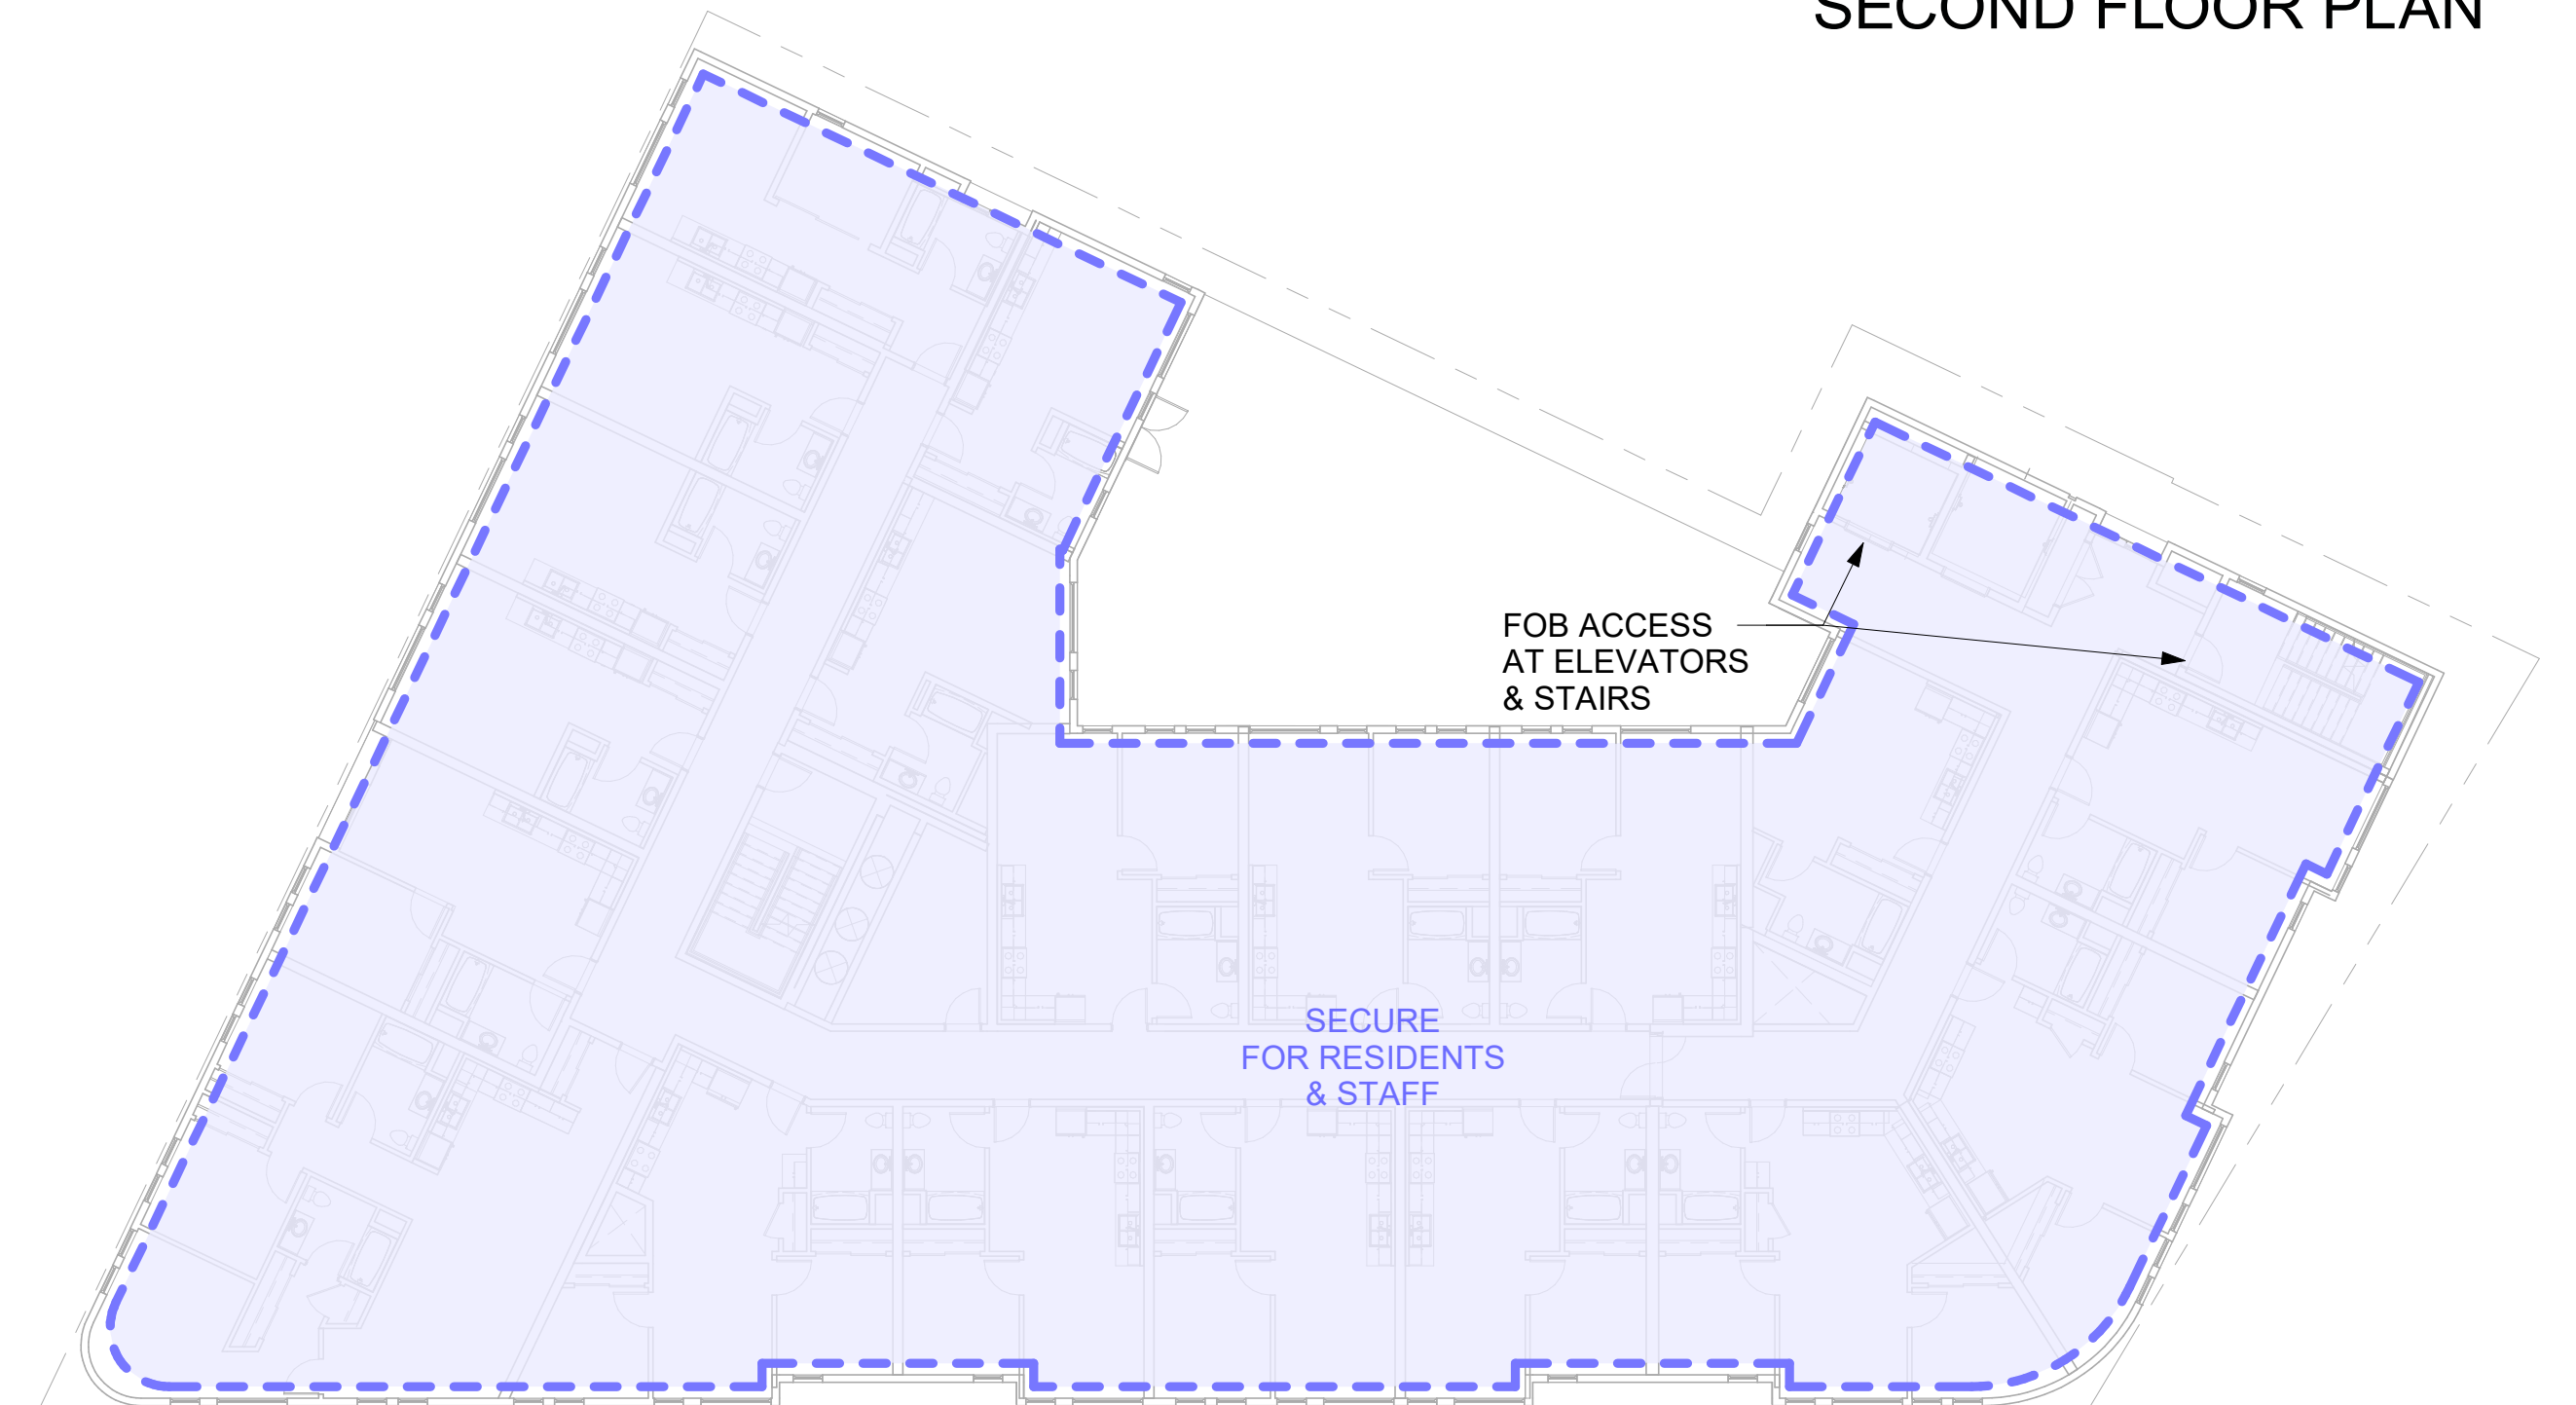 SECOND FLOOR PLAN
FOB ACCESS
AT ELEVATORS
& STAIRS
SECURE
FOR RESIDENTS
& STAFF